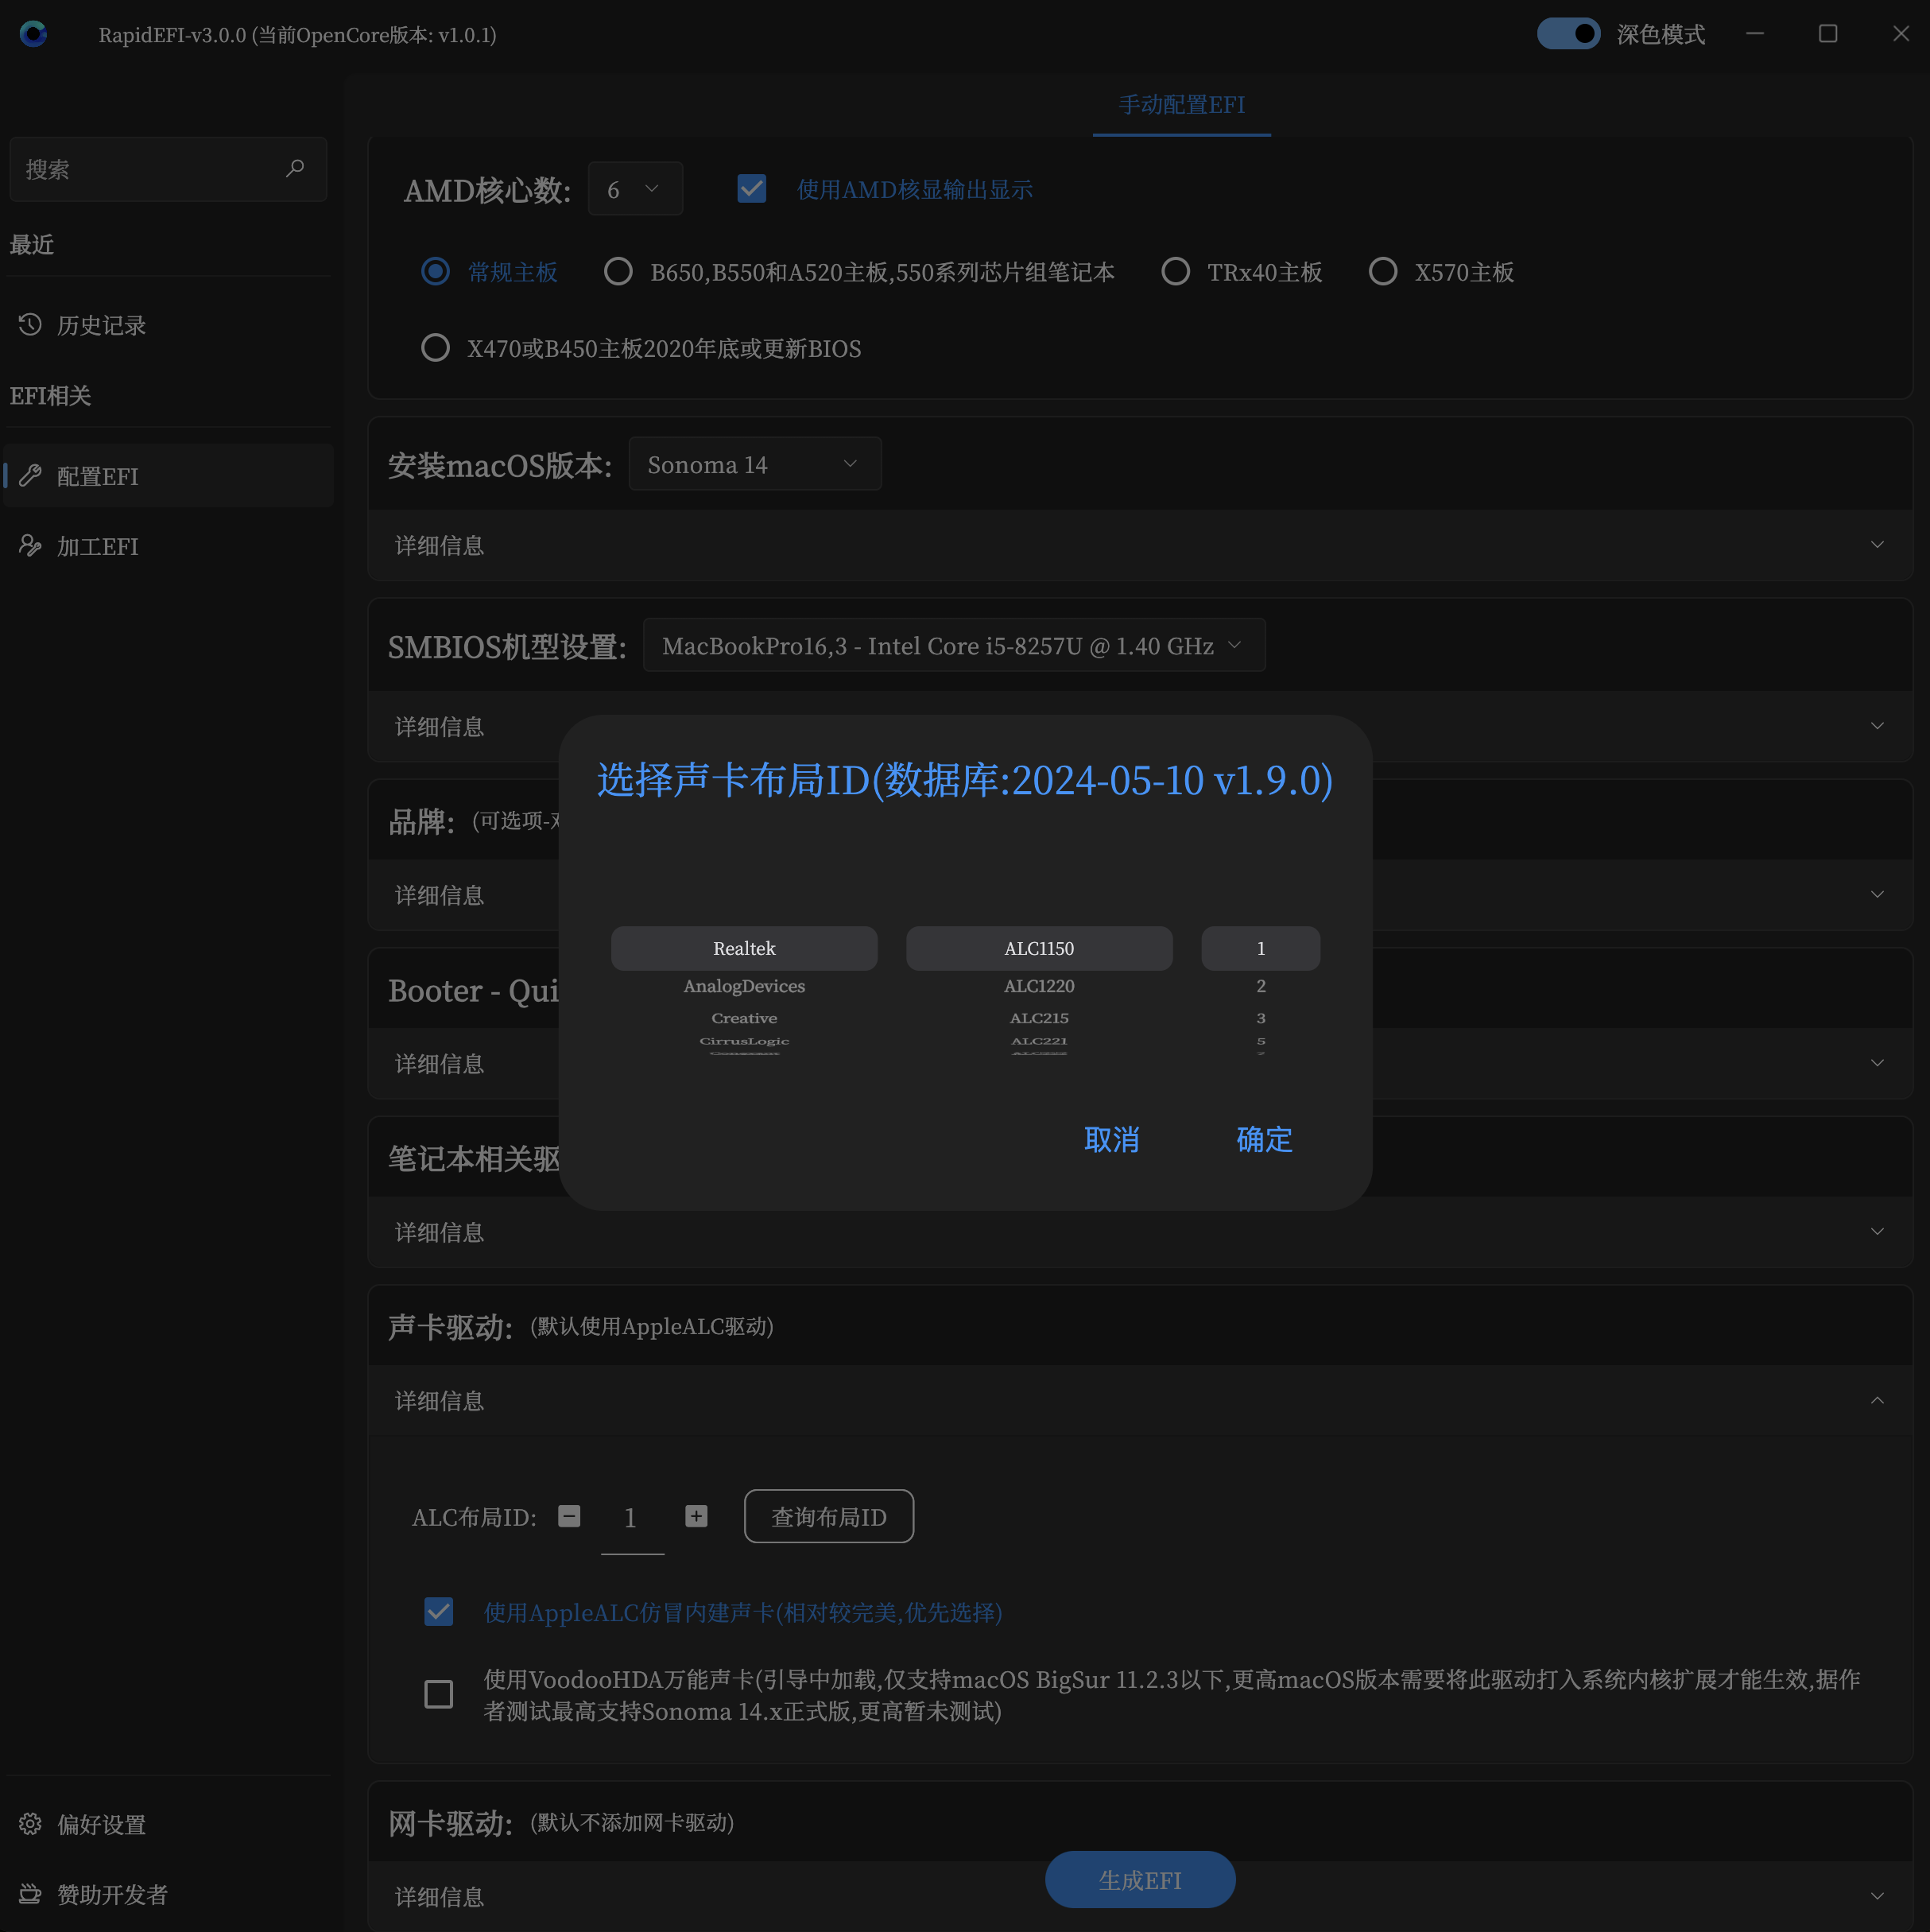 RapidEFI-v3.0.0 (当前OpenCore版本: v1.0.1)
深色模式
搜索
最近
历史记录
EFI相关
配置EFI
加工EFI
偏好设置
赞助开发者
手动配置EFI
AMD核心数:
6
使用AMD核显输出显示
常规主板
B650,B550和A520主板,550系列芯片组笔记本
TRx40主板
X570主板
X470或B450主板2020年底或更新BIOS
安装macOS版本:
Sonoma 14
详细信息
SMBIOS机型设置:
MacBookPro16,3 - Intel Core i5-8257U @ 1.40 GHz
详细信息
品牌:
(可选项-
详细信息
Booter - Qui
详细信息
笔记本相关驱
详细信息
选择声卡布局ID(数据库:2024-05-10 v1.9.0)
Realtek
ALC1150
1
AnalogDevices
ALC1220
2
Creative
ALC215
3
CirrusLogic
ALC221
5
取消
确定
声卡驱动:
(默认使用AppleALC驱动)
详细信息
ALC布局ID:
1
查询布局ID
使用AppleALC仿冒内建声卡(相对较完美,优先选择)
使用VoodooHDA万能声卡(引导中加载,仅支持macOS BigSur 11.2.3以下,更高macOS版本需要将此驱动打入系统内核扩展才能生效,据作
者测试最高支持Sonoma 14.x正式版,更高暂未测试)
网卡驱动:
(默认不添加网卡驱动)
生成EFI
详细信息